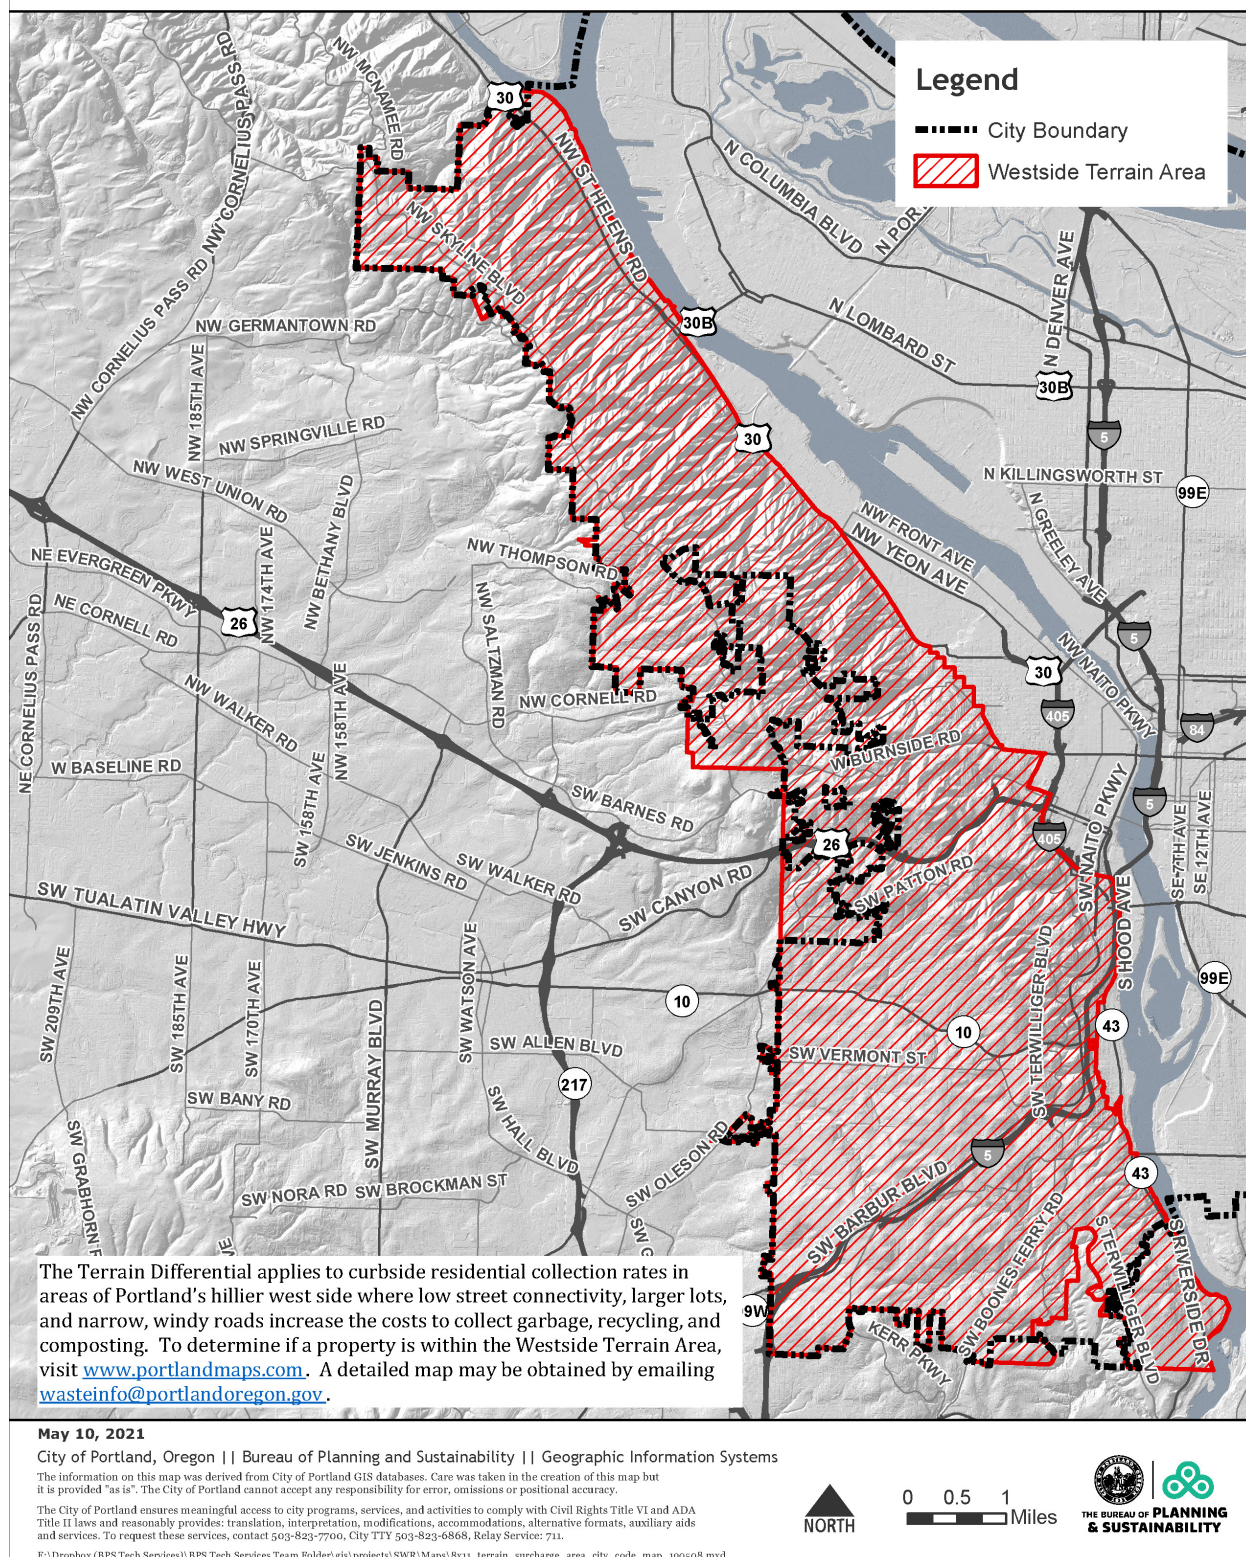 Legend
City Boundary
Westside Terrain Area
30
NW MCNAMEE RD
NW CORNELIUS PASS RD
NW ST HELENS RD
N COLUMBIA BLVD
N POR
NW SKYLINE BLVD
N DENVER AVE
NW CORNELIUS PASS RD
NW GERMANTOWN RD
30B
N LOMBARD ST
30B
NW 185TH AVE
NW SPRINGVILLE RD
30
5
NW WEST UNION RD
NW BETHANY BLVD
N KILLINGSWORTH ST
99E
N GREELEY AVE
NW FRONT AVE
NW YEON AVE
NE EVERGREEN PKWY
NW 174TH AVE
NW THOMPSON RD
NE CORNELL RD
26
NE CORNELIUS PASS RD
NW SALTZMAN RD
5
NW NAITO PKWY
30
NW WALKER RD
NW 158TH AVE
NW CORNELL RD
405
84
W BURNSIDE RD
W BASELINE RD
SW 158TH AVE
SW BARNES RD
5
SW NAITO PKWY
SE 7TH AVE
SE 12TH AVE
405
26
SW JENKINS RD
SW WALKER RD
SW CANYON RD
SW PATTON RD
SW TUALATIN VALLEY HWY
S HOOD AVE
SW TERWILLIGER BLVD
SW WATSON AVE
SW 209TH AVE
SW 185TH AVE
SW 170TH AVE
SW MURRAY BLVD
99E
10
10
43
SW ALLEN BLVD
SW VERMONT ST
217
SW BANY RD
SW HALL BLVD
SW OLESON RD
5
43
SW GRABHORN R
SW NORA RD
SW BROCKMAN ST
SW BARBUR BLVD
SW BOONES FERRY RD
S TERWILLIGER BLVD
S RIVERSIDE DR
SW G
VE
9W
KERR PKWY
The Terrain Differential applies to curbside residential collection rates in
areas of Portland's hillier west side where low street connectivity, larger lots,
and narrow, windy roads increase the costs to collect garbage, recycling, and
composting. To determine if a property is within the Westside Terrain Area,
visit www.portlandmaps.com. A detailed map may be obtained by emailing
wasteinfo@portlandoregon.gov.
May 10, 2021
City of Portland, Oregon || Bureau of Planning and Sustainability || Geographic Information Systems
The information on this map was derived from City of Portland GIS databases. Care was taken in the creation of this map but
it is provided "as is". The City of Portland cannot accept any responsibility for error, omissions or positional accuracy.
The City of Portland ensures meaningful access to city programs, services, and activities to comply with Civil Rights Title VI and ADA
Title II laws and reasonably provides: translation, interpretation, modifications, accommodations, alternative formats, auxiliary aids
and services. To request these services, contact 503-823-7700, City TTY 503-823-6868, Relay Service: 711.
NORTH
0 0.5 1
Miles
THE BUREAU OF PLANNING
& SUSTAINABILITY